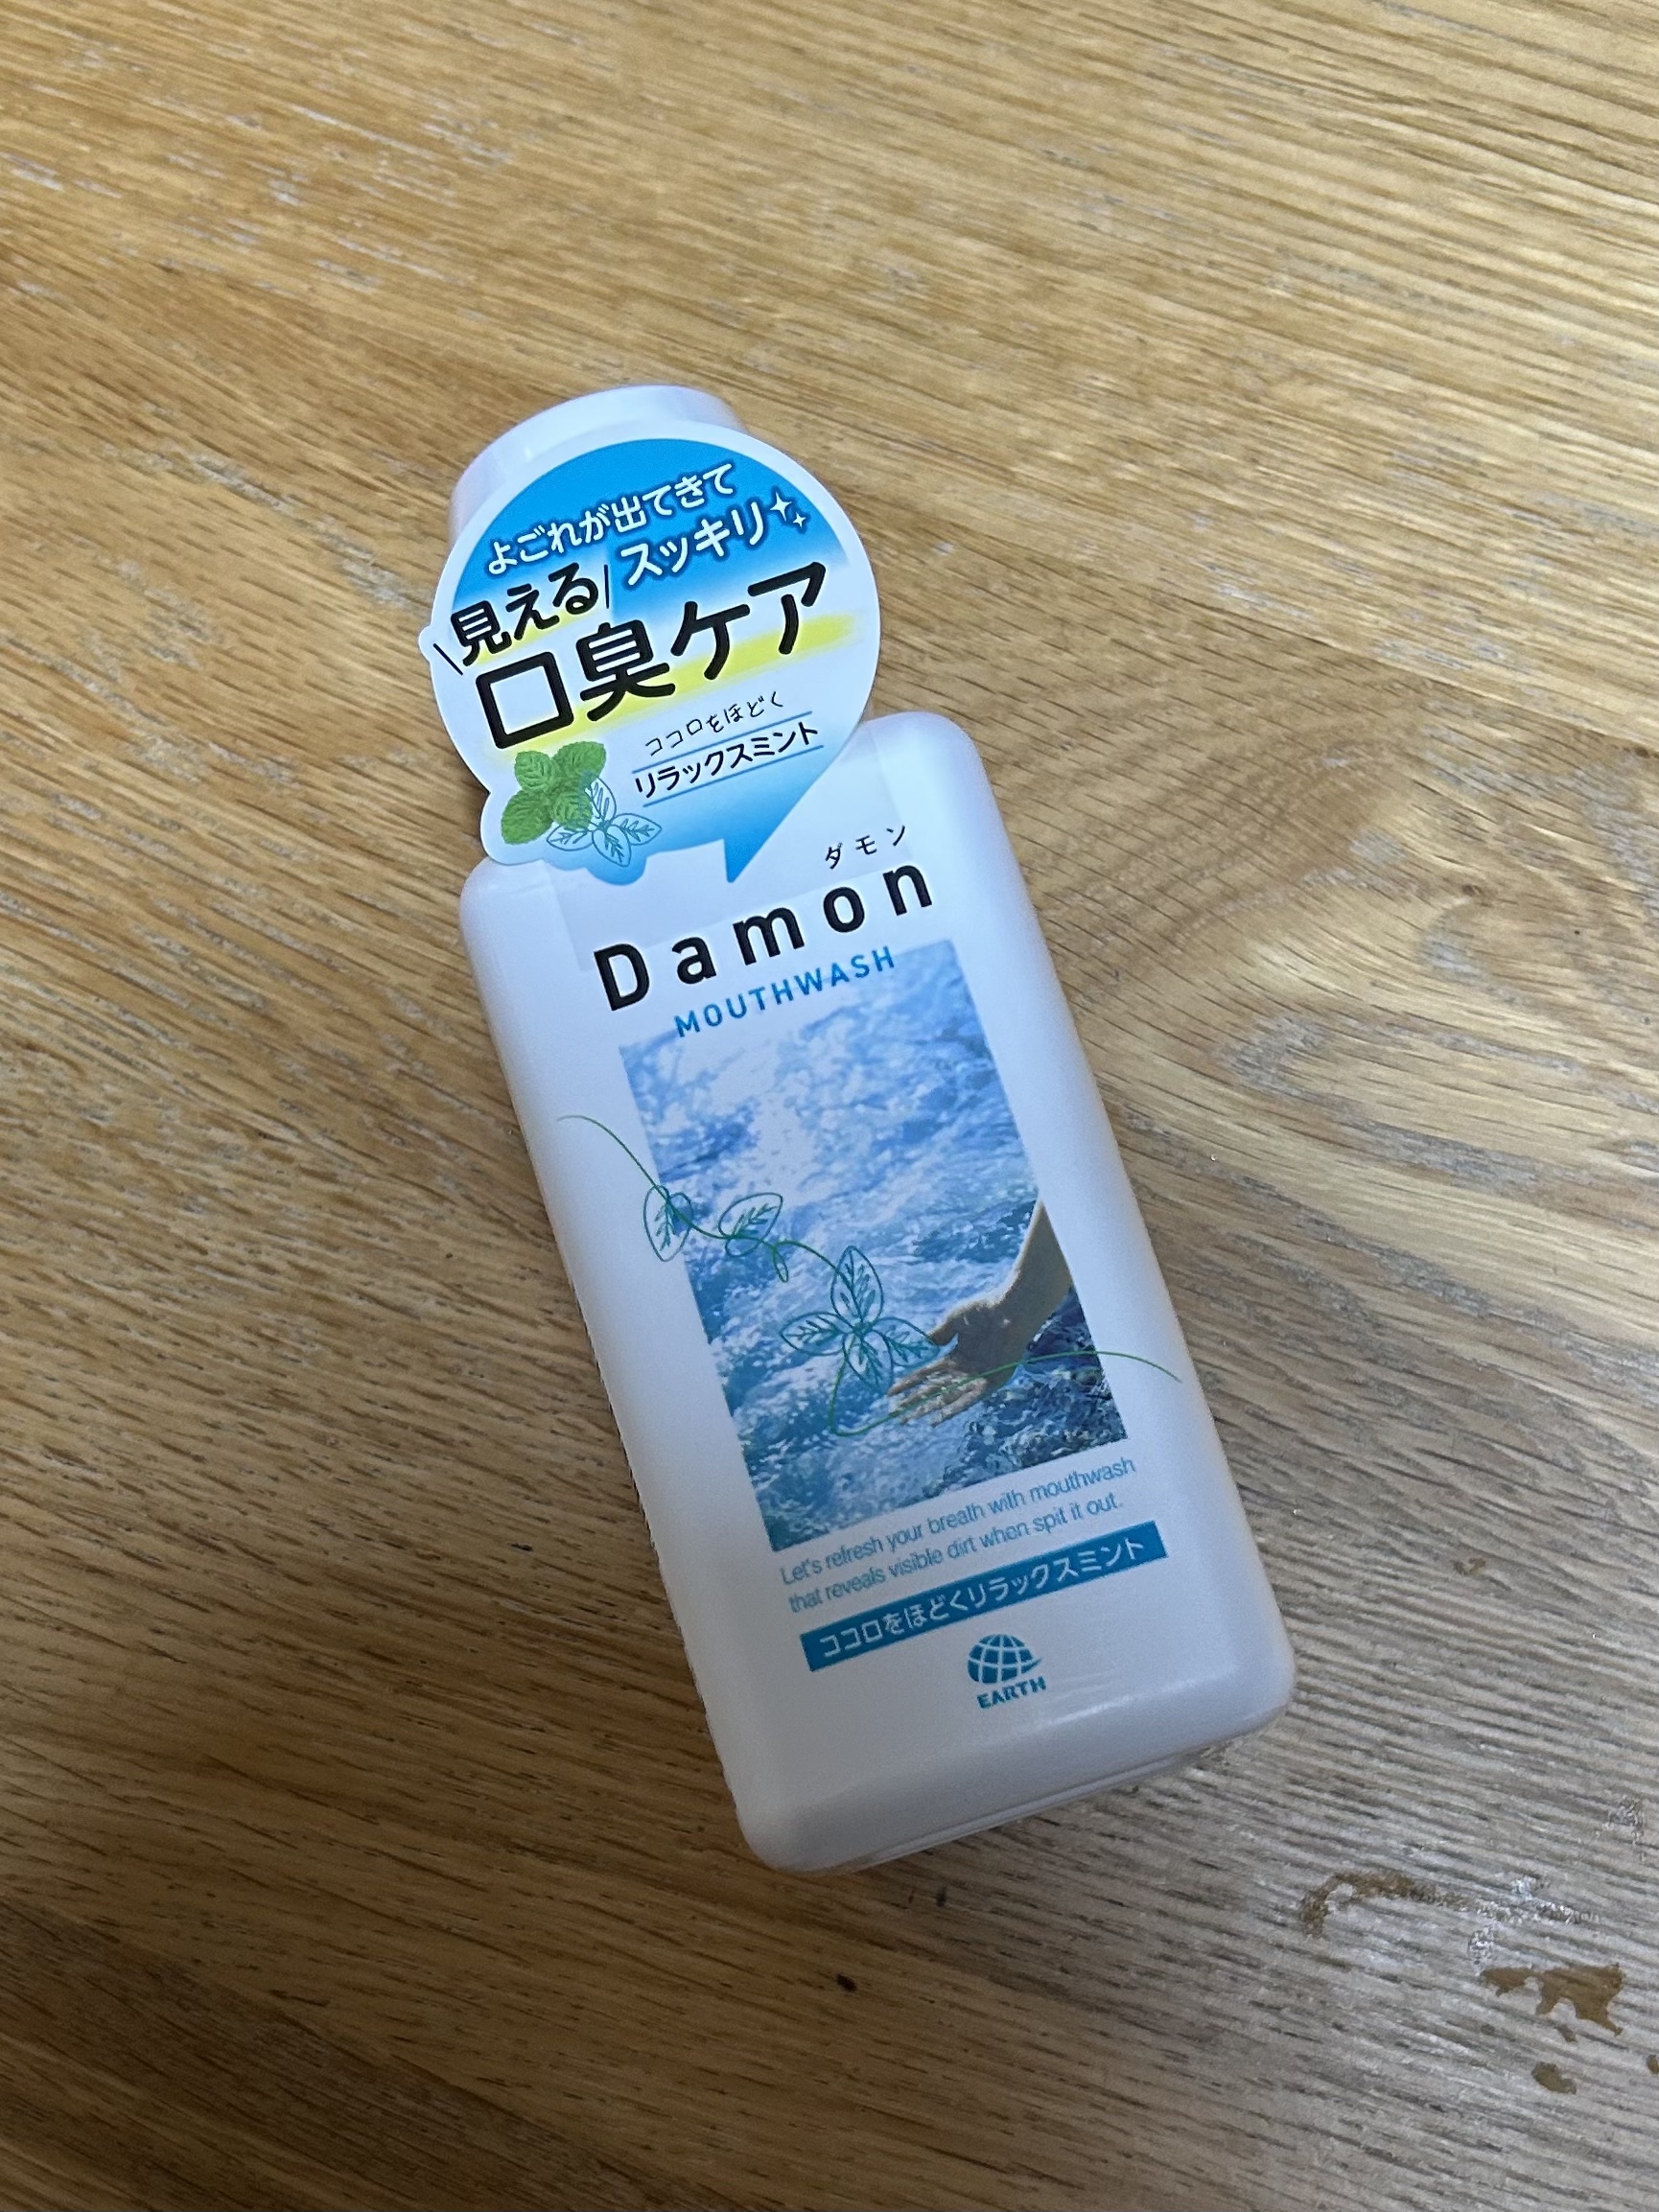 よごれが出てきて
スッキリ
見える
口臭ケア
ココロをほどく
リラックスミント
ダモン
Damon
MOUTHWASH
Let's refresh your breath with mouthwash
that reveals visible dirt when spit it out.
ココロをほどくリラックスミント
EARTH